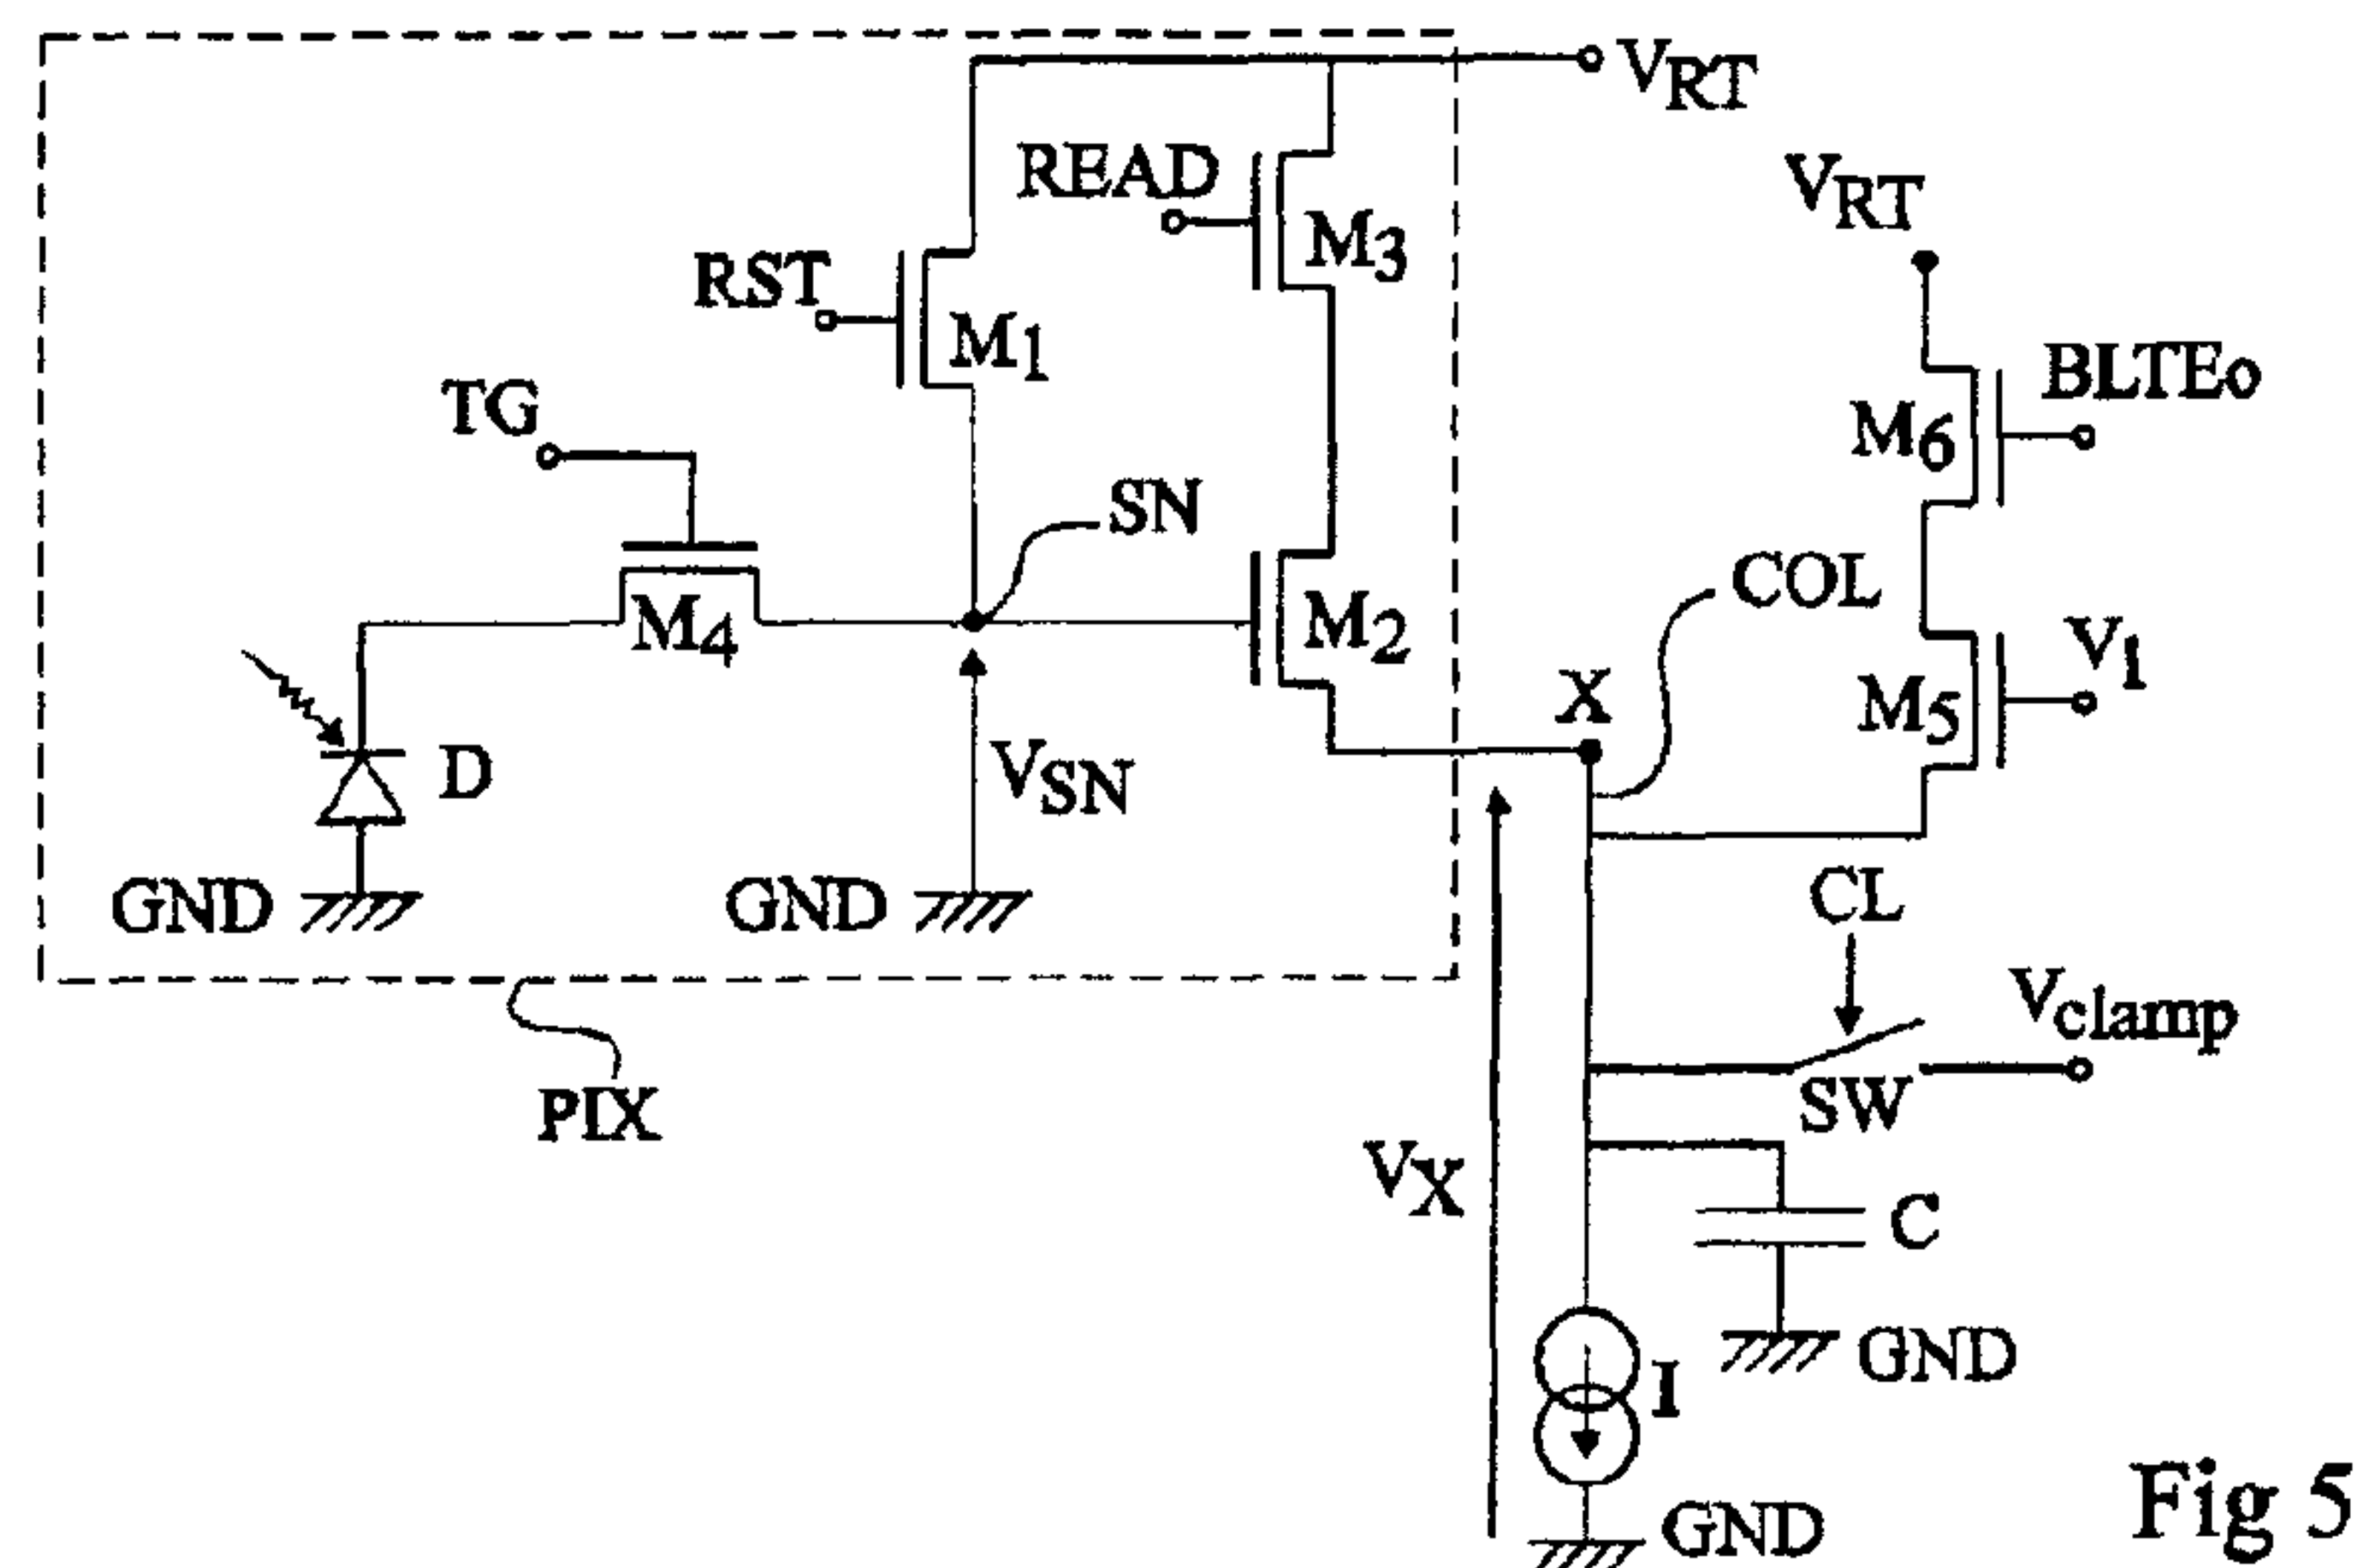 VRT
READ
M3
VRT
RST
M1
BLTEo
M6
TG
SN
COL
M4
M2
V1
M5
X
D
VSN
GND
GND
CL
Vclamp
SW
PIX
VX
C
GND
I
GND
Fig 5